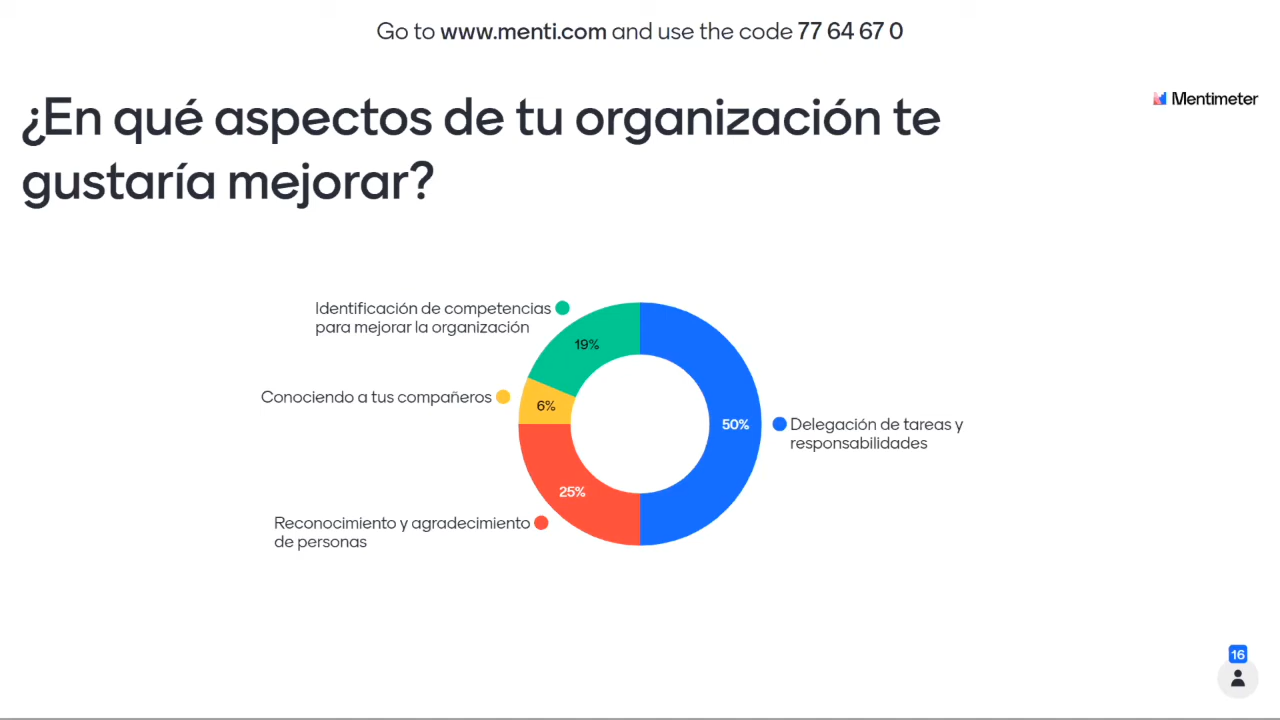 Go to www.menti.com and use the code 77 64 67 0
Mentimeter
¿En qué aspectos de tu organización te
gustaría mejorar?
Identificación de competencias
para mejorar la organización
19%
Conociendo a tus compañeros
6%
50%
Delegación de tareas y
responsabilidades
25%
Reconocimiento y agradecimiento
de personas
16